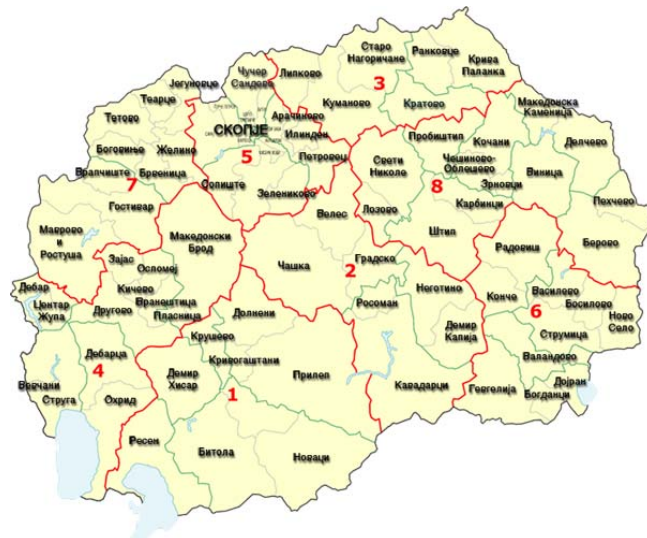 Чучер
Сандево
Липково
Старо
Нагоричане
Ранковце
Крива
Паланка
3
Куманово
Кратово
Јегуновце
Теарце
Тетово
Боговиње
Желино
Врапчиште
Брвеница
7
Гостивар
Маврово
и
Ростуша
СКОПЈЕ
5
Арачиново
Илинден
Петровец
Сопиште
Зелениково
Македонска
Каменица
Пробиштип
Кочани
Делчево
Свети
Николе
Чешиново-
Облешево
Виница
8
Зрновци
Карбинци
Пехчево
Лозово
Штип
Берово
Велес
Македонски
Брод
Чашка
2
Градско
Неготино
Росоман
Демир
Капија
Кавадарци
Радовиш
Конче
Василево
Босилово
6
Ново
Село
Струмица
Валандово
Дојран
Гевгелија
Богданци
Зајас
Осломеј
Кичево
Вранештица
Другово
Пласница
Дебар
Центар
Жупа
Дебарца
4
Вевчани
Струга
Охрид
Долнени
Крушево
Кривогаштани
Демир
Хисар
1
Прилеп
Ресен
Битола
Новаци